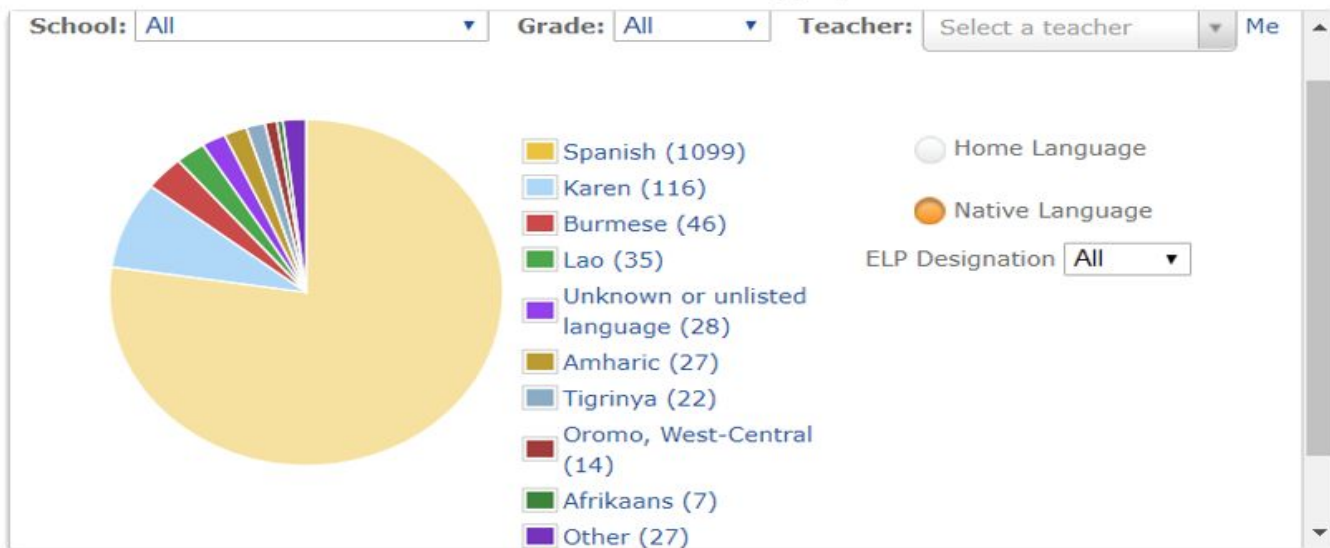 School: All Grade: All Teacher: Select a teacher Me
Spanish (1099)
Karen (116)
Burmese (46)
Lao (35)
Unknown or unlisted
language (28)
Amharic (27)
Tigrinya (22)
Oromo, West-Central
(14)
Afrikaans (7)
Other (27)
Home Language
Native Language
ELP Designation All